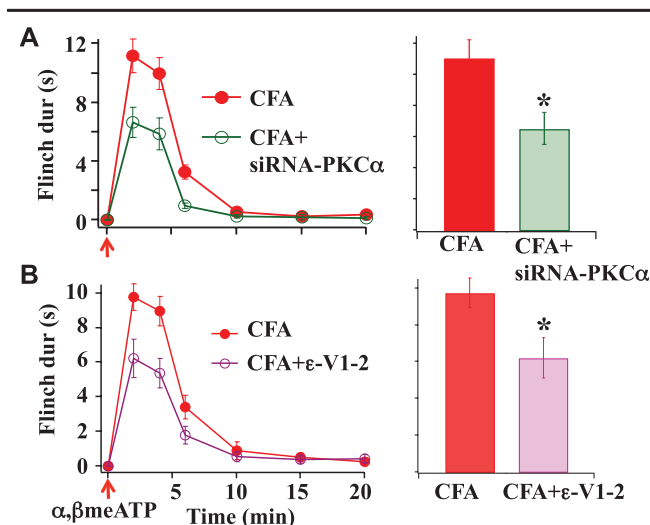 A
Flinch dur (s)
12
8
4
0
CFA
CFA+
siRNA-PKCα
*
CFA
CFA+
siRNA-PKCα
B
Flinch dur (s)
10
8
6
4
2
0
CFA
CFA+ε-V1-2
α,βmeATP
5
10
15
20
Time (min)
*
CFA
CFA+ε-V1-2